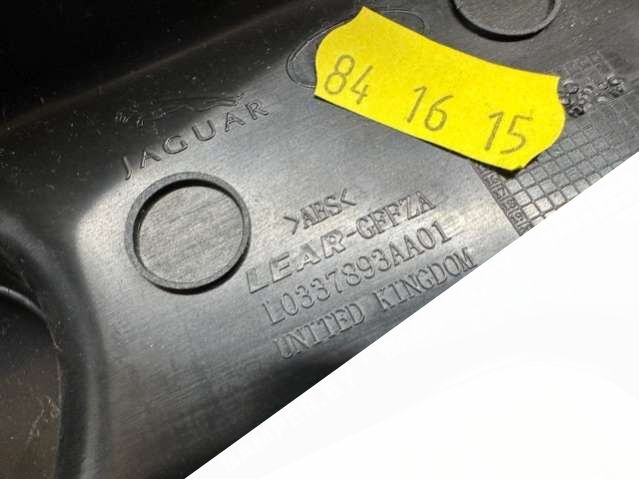 84 16 15
JAGUAR
>ABS<
LEAR-GFFZA
L0337893AA01
UNITED KINGDOM